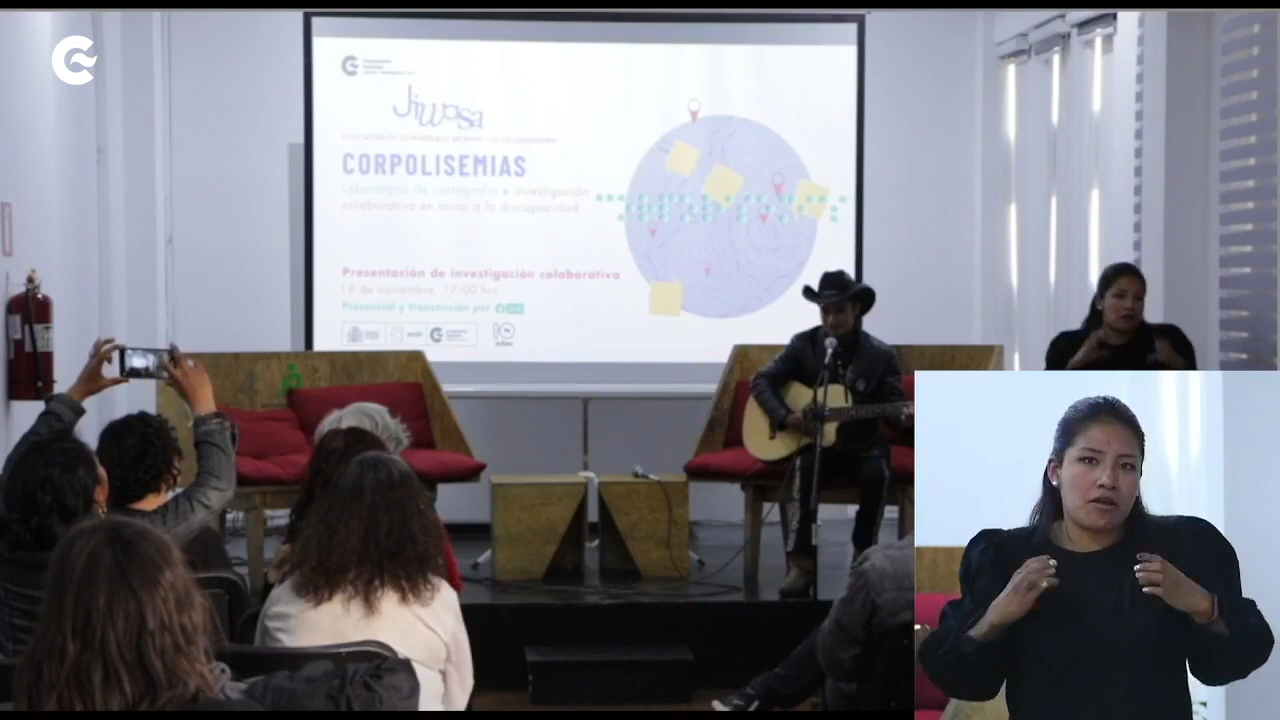 Jiwasa
CORPOLISEMIAS
Laboratorio de cartografía e investigación
colaborativa en torno a la discapacidad
Presentación de investigación colaborativa
18 de noviembre, 17:00 hrs
Presencial y transmisión por